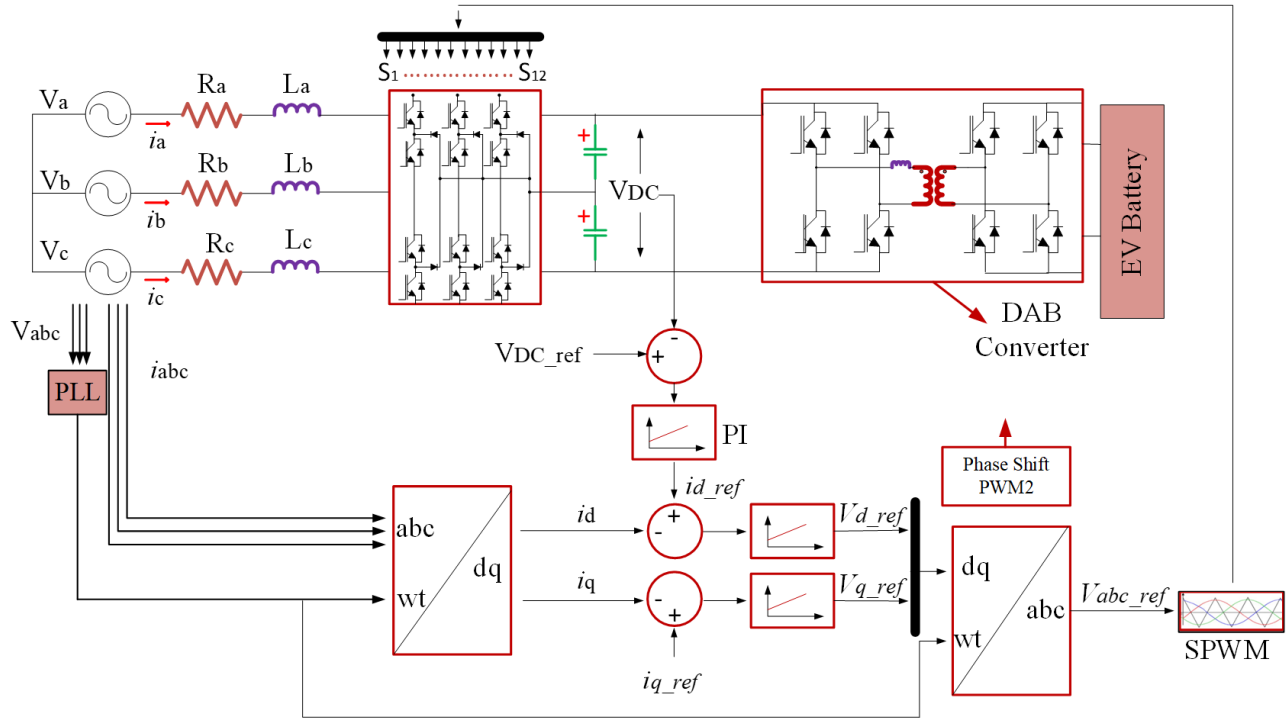 S1 ............... S12
Va
Ra
La
ia
Vb
Rb
Lb
ib
Vc
Rc
Lc
ic
+
+
VDC
EV Battery
DAB
Converter
Vabc
iabc
PLL
VDC_ref
-
+
PI
id_ref
Phase Shift
PWM2
abc
dq
wt
id
+
-
Vd_ref
iq
-
+
Vq_ref
iq_ref
dq
abc
wt
Vabc_ref
SPWM